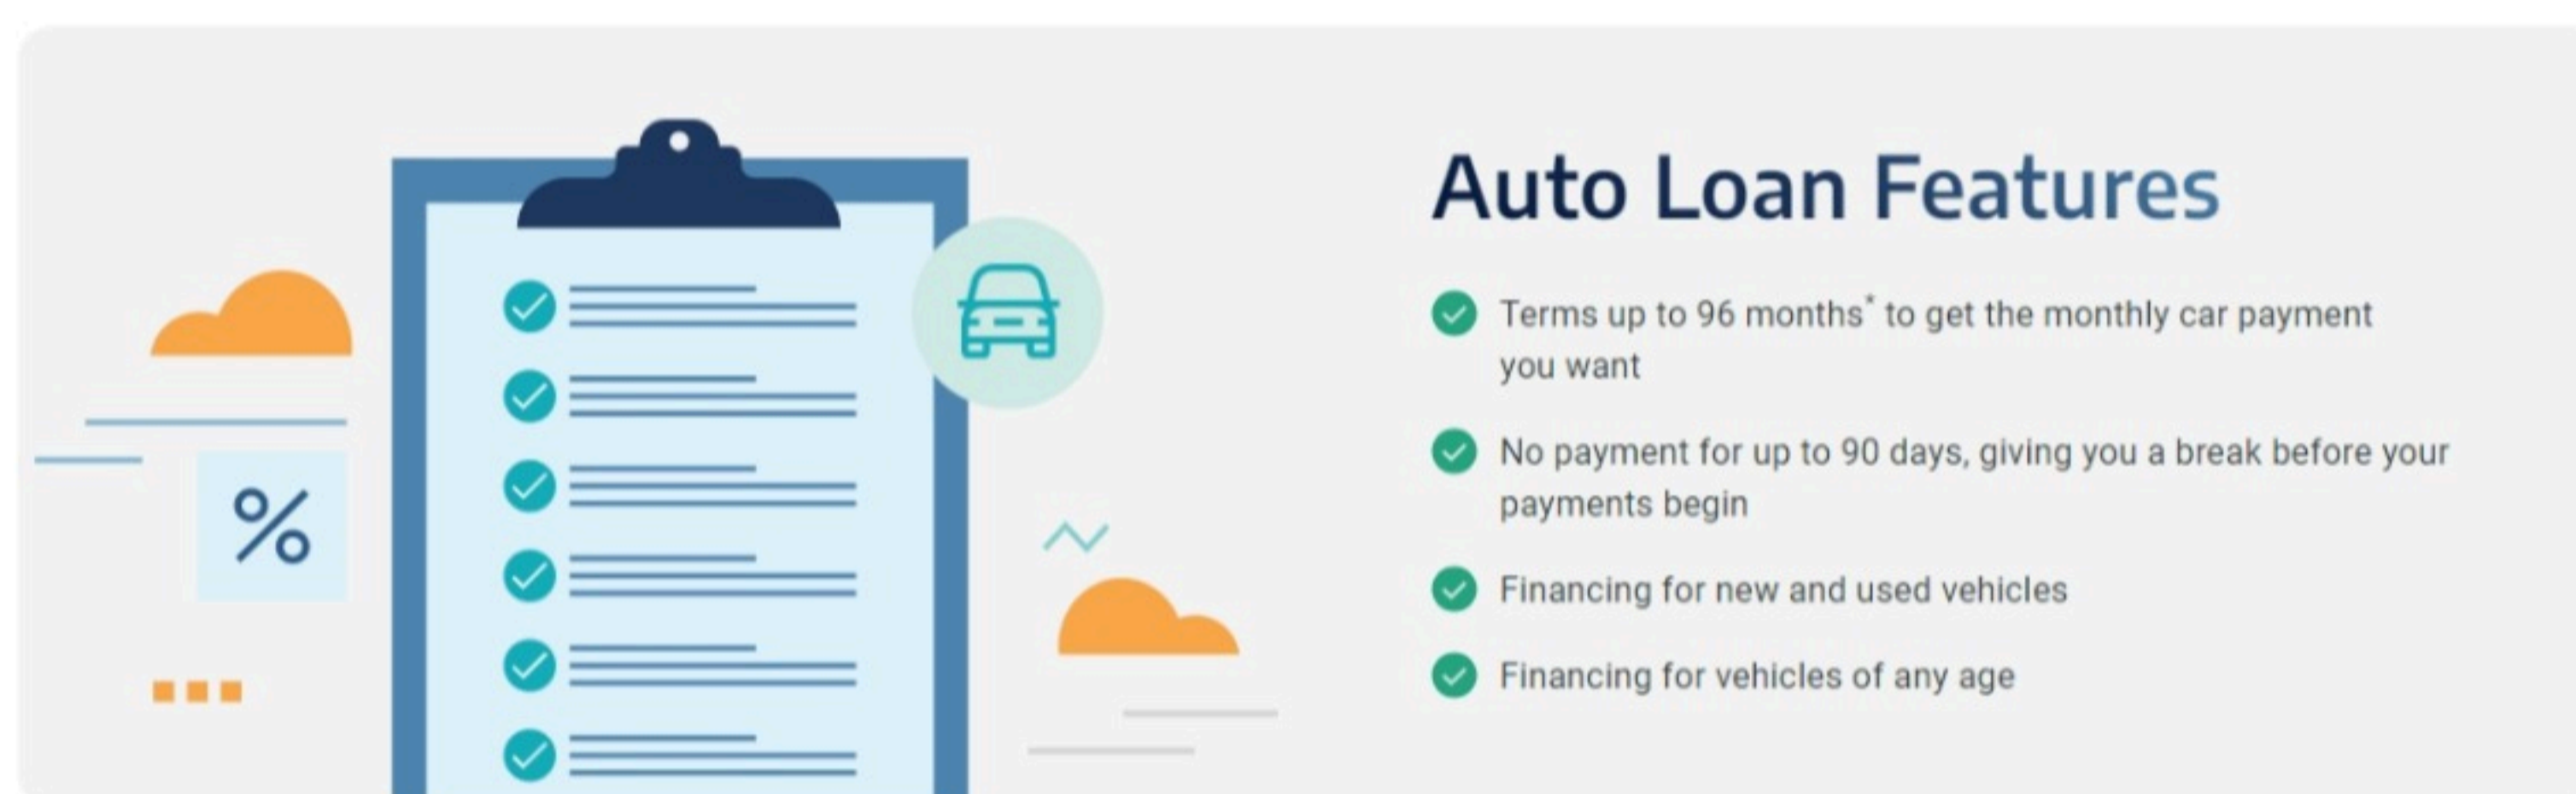 Auto Loan Features
Terms up to 96 months* to get the monthly car payment
you want
No payment for up to 90 days, giving you a break before your
payments begin
Financing for new and used vehicles
Financing for vehicles of any age
%